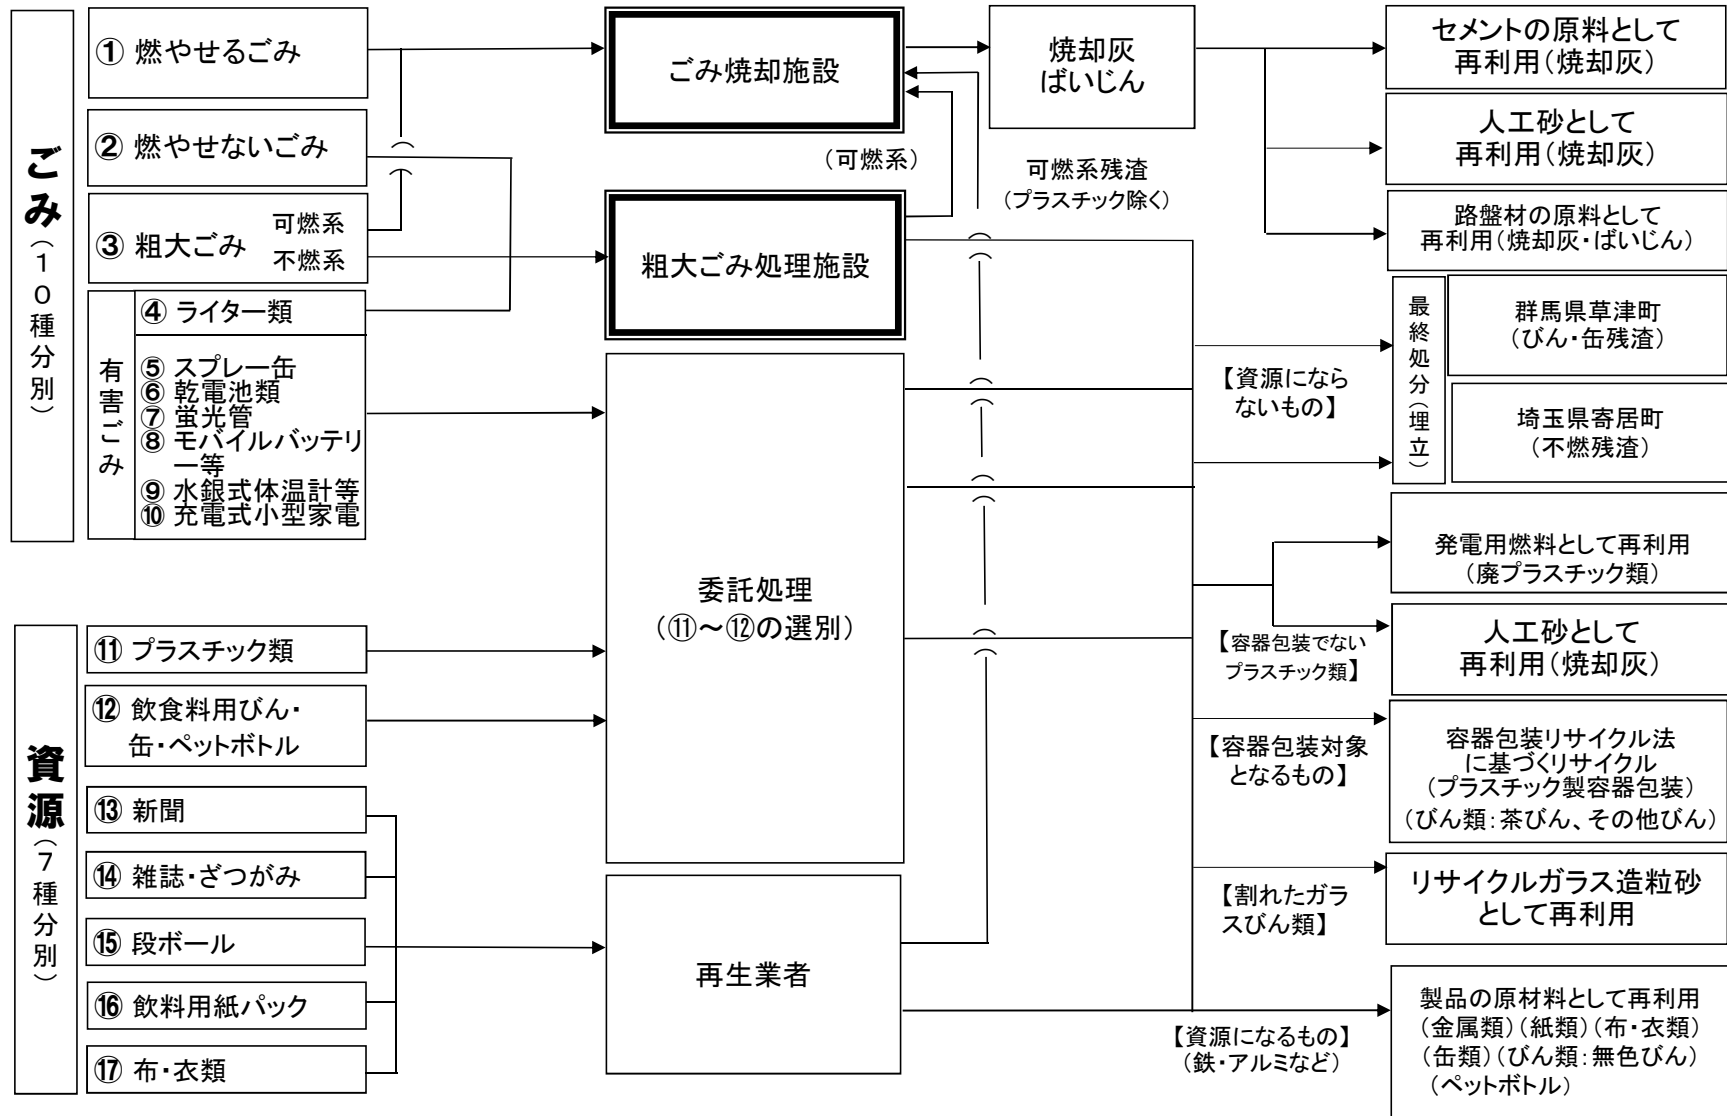 ごみ（１０種分別）
① 燃やせるごみ
② 燃やせないごみ
③ 粗大ごみ
可燃系
不燃系
有害ごみ
④ ライター類
⑤ スプレー缶
⑥ 乾電池類
⑦ 蛍光管
⑧ モバイルバッテリ
ー等
⑨ 水銀式体温計等
⑩ 充電式小型家電
資源（７種分別）
⑪ プラスチック類
⑫ 飲食料用びん・
缶・ペットボトル
⑬ 新聞
⑭ 雑誌・ざつがみ
⑮ 段ボール
⑯ 飲料用紙パック
⑰ 布・衣類
ごみ焼却施設
（可燃系）
粗大ごみ処理施設
委託処理
（⑪～⑫の選別）
再生業者
焼却灰
ばいじん
可燃系残渣
（プラスチック除く）
【資源になら
ないもの】
【容器包装でない
プラスチック類】
【容器包装対象
となるもの】
【割れたガラ
スびん類】
【資源になるもの】
（鉄・アルミなど）
セメントの原料として
再利用（焼却灰）
人工砂として
再利用（焼却灰）
路盤材の原料として
再利用（焼却灰・ばいじん）
最終処分（埋立）
群馬県草津町
（びん・缶残渣）
埼玉県寄居町
（不燃残渣）
発電用燃料として再利用
（廃プラスチック類）
人工砂として
再利用（焼却灰）
容器包装リサイクル法
に基づくリサイクル
（プラスチック製容器包装）
（びん類：茶びん、その他びん）
リサイクルガラス造粒砂
として再利用
製品の原材料として再利用
（金属類）（紙類）（布・衣類）
（缶類）（びん類：無色びん）
（ペットボトル）